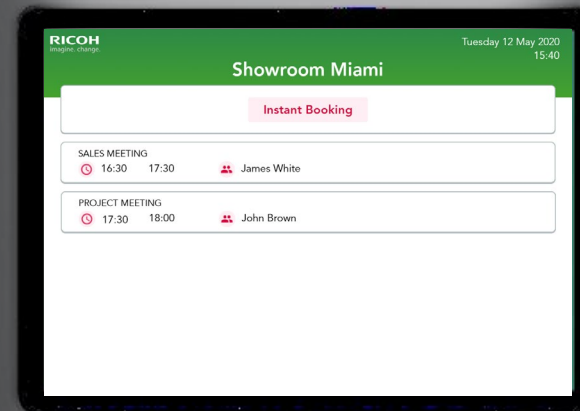 RICOH
imagine. change.
Tuesday 12 May 2020
15:40
Showroom Miami
Instant Booking
SALES MEETING
16:30 17:30 James White
PROJECT MEETING
17:30 18:00 John Brown